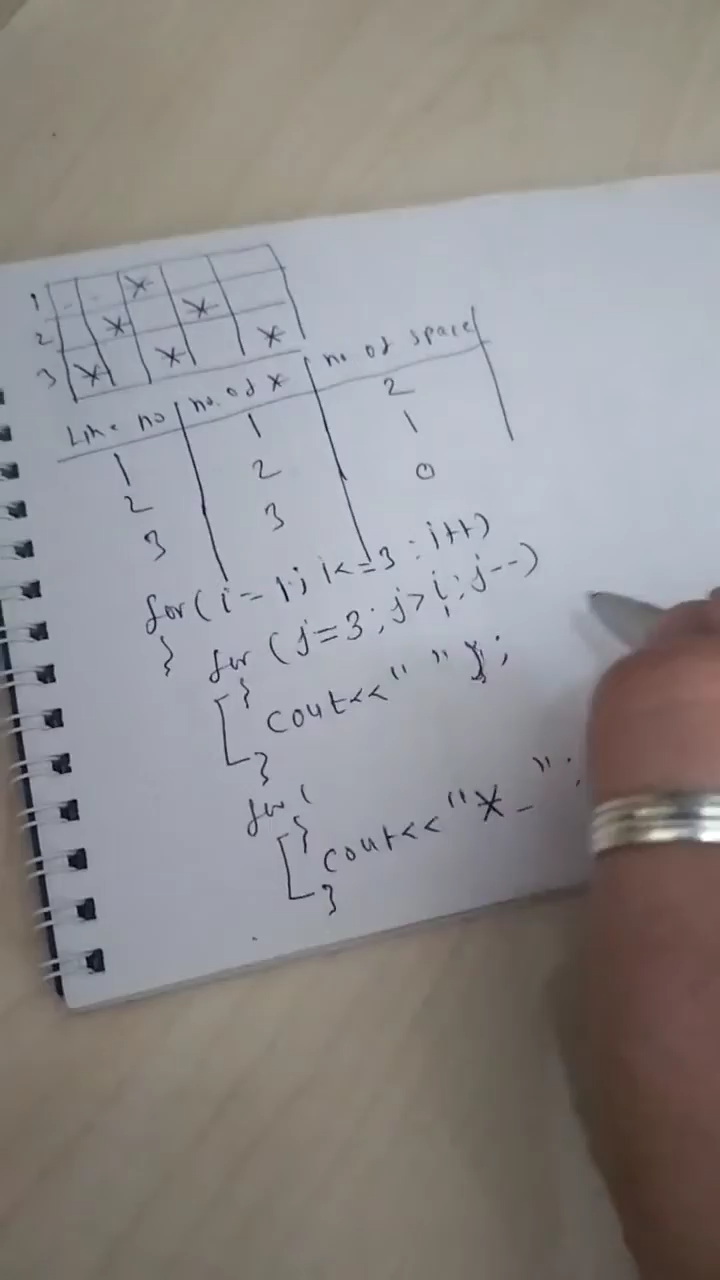 1 - - *
2 * *
3 * * *
Line no no. of * no of space
1 1 2
2 2 1
3 3 0
for( i = 1; i<=3 ; i++)
{ for (j=3 ; j>i ; j--)
{
cout<<" ";
}
for (
{
cout<<"*_";
}